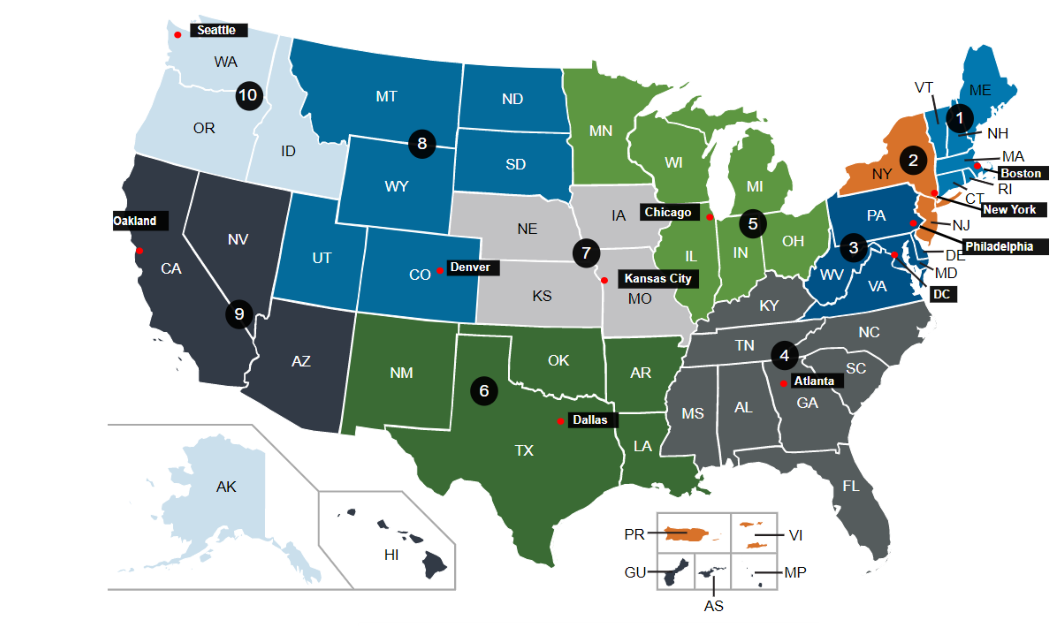 Seattle
WA
10
OR
ID
MT
ND
8
SD
WY
MN
WI
MI
VT
ME
1
NH
2
NY
MA
Boston
RI
CT
New York
Oakland
NV
CA
9
UT
CO
Denver
NE
IA
7
KS
Kansas City
MO
Chicago
5
IL
IN
OH
PA
NJ
Philadelphia
3
DE
MD
WV
VA
DC
KY
NC
TN
4
SC
Atlanta
GA
AZ
NM
OK
AR
6
Dallas
TX
LA
MS
AL
FL
AK
HI
PR
VI
GU
MP
AS